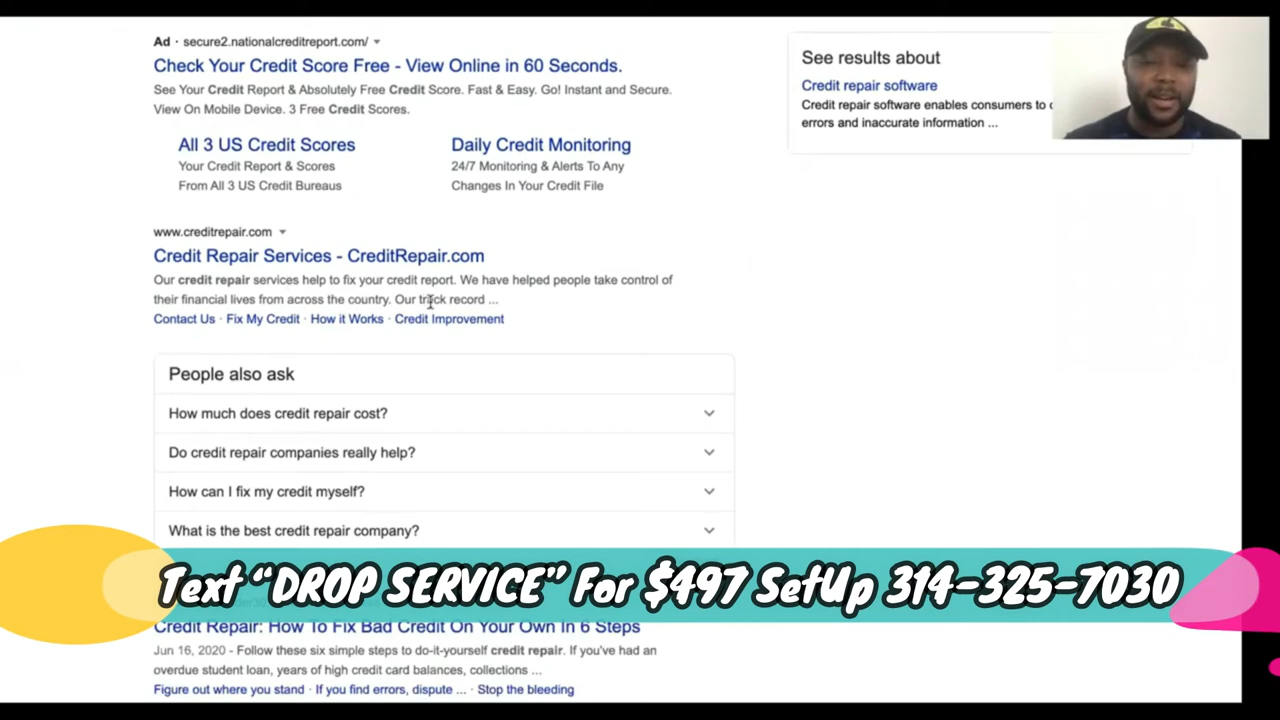 Ad · secure2.nationalcreditreport.com/
Check Your Credit Score Free - View Online in 60 Seconds.
See Your Credit Report & Absolutely Free Credit Score. Fast & Easy. Go! Instant and Secure.
View On Mobile Device. 3 Free Credit Scores.
All 3 US Credit Scores
Your Credit Report & Scores
From All 3 US Credit Bureaus
Daily Credit Monitoring
24/7 Monitoring & Alerts To Any
Changes In Your Credit File
www.creditrepair.com
Credit Repair Services - CreditRepair.com
Our credit repair services help to fix your credit report. We have helped people take control of
their financial lives from across the country. Our track record ...
Contact Us · Fix My Credit · How it Works · Credit Improvement
People also ask
How much does credit repair cost?
Do credit repair companies really help?
How can I fix my credit myself?
What is the best credit repair company?
Text “DROP SERVICE” For $497 SetUp 314-325-7030
Credit Repair: How To Fix Bad Credit On Your Own In 6 Steps
Jun 16, 2020 - Follow these six simple steps to do-it-yourself credit repair. If you've had an
overdue student loan, years of high credit card balances, collections ...
Figure out where you stand · If you find errors, dispute ... · Stop the bleeding
See results about
Credit repair software
Credit repair software enables consumers to
errors and inaccurate information ...